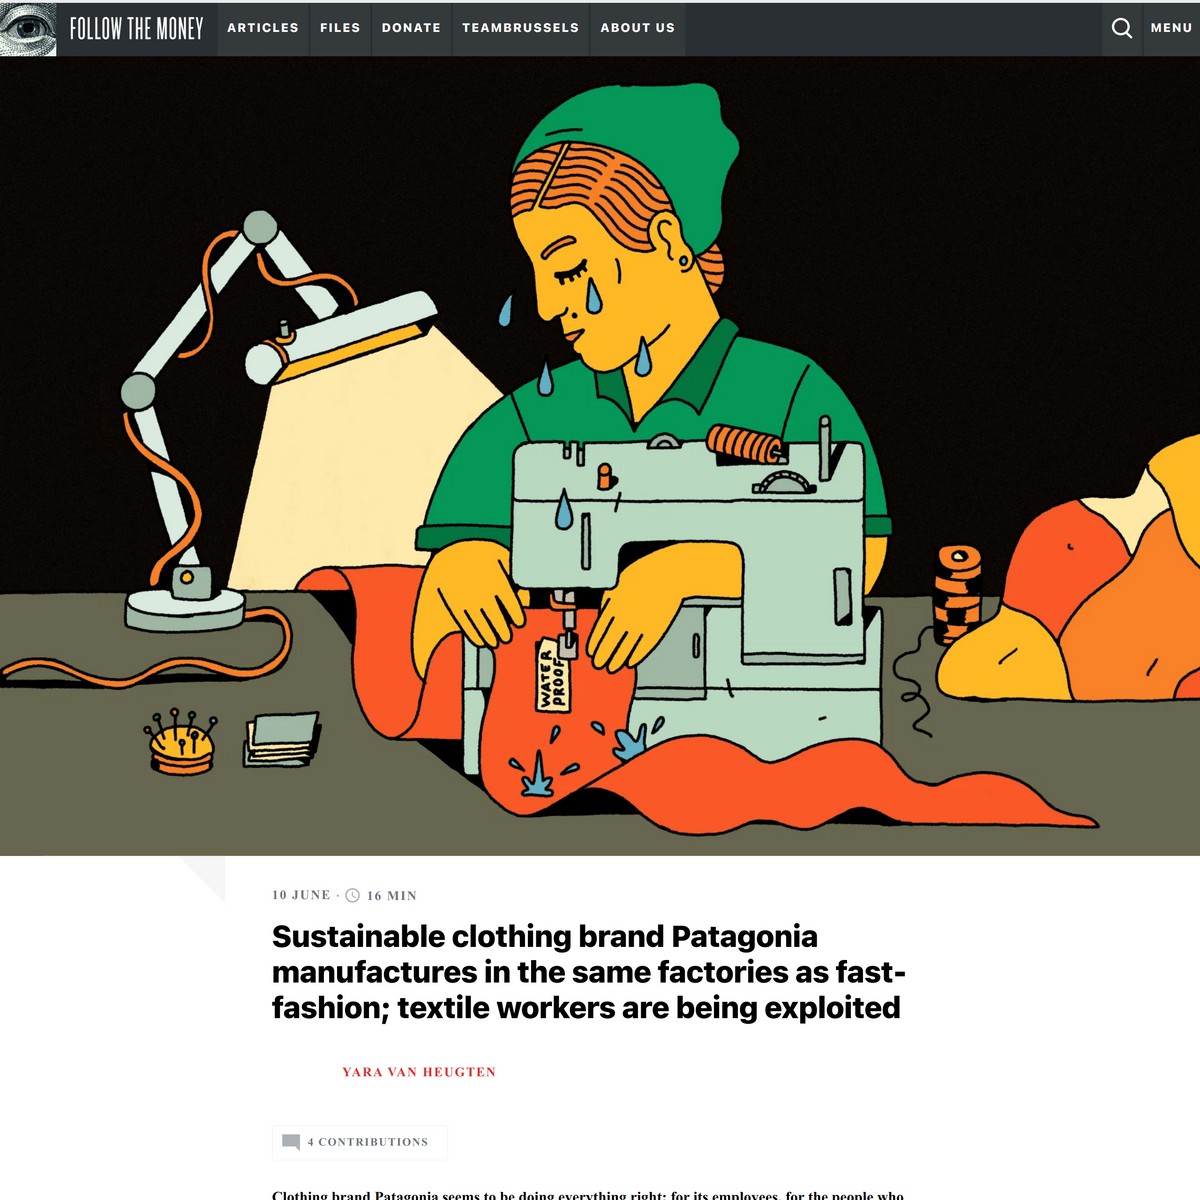 FOLLOW THE MONEY
ARTICLES
FILES
DONATE
TEAMBRUSSELS
ABOUT US
MENU
WATER
PROOF
10 JUNE · 16 MIN
Sustainable clothing brand Patagonia
manufactures in the same factories as fast-
fashion; textile workers are being exploited
YARA VAN HEUGTEN
4 CONTRIBUTIONS
Clothing brand Patagonia seems to be doing everything right: for its employees, for the people who